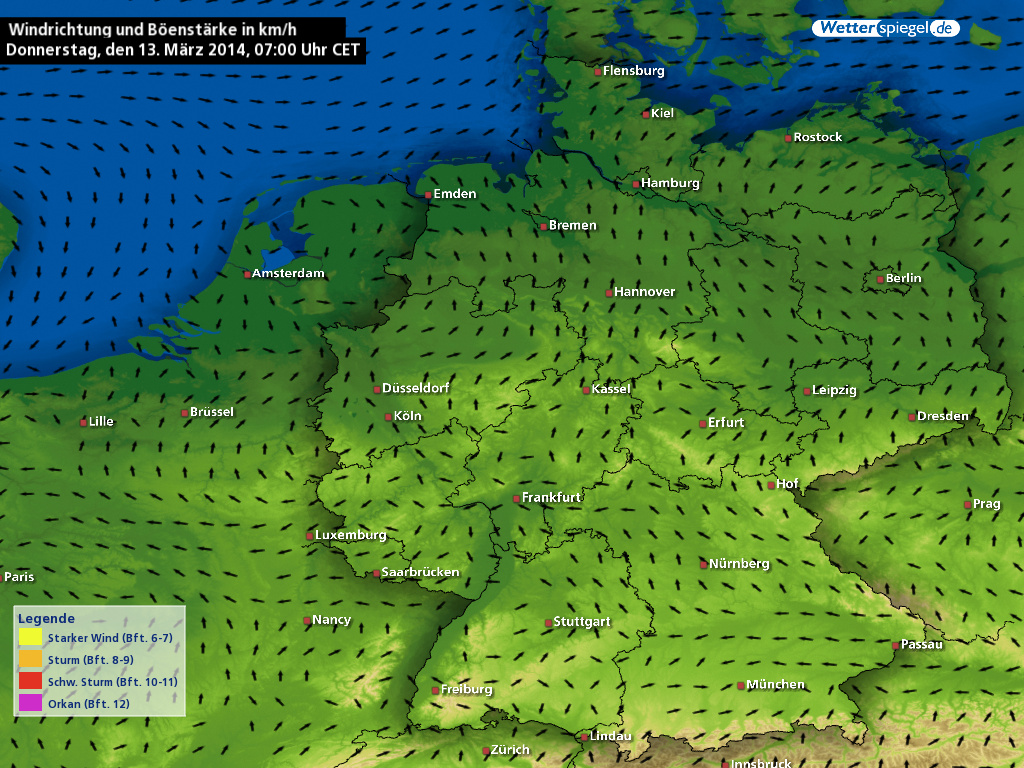 Windrichtung und Böenstärke in km/h
Donnerstag, den 13. März 2014, 07:00 Uhr CET
Wetterspiegel.de
Flensburg
Kiel
Rostock
Hamburg
Emden
Bremen
Amsterdam
Berlin
Hannover
Düsseldorf
Kassel
Leipzig
Brüssel
Köln
Dresden
Lille
Erfurt
Hof
Frankfurt
Prag
Luxemburg
Nürnberg
Saarbrücken
Paris
Legende
Starker Wind (Bft. 6-7)
Sturm (Bft. 8-9)
Schw. Sturm (Bft. 10-11)
Orkan (Bft. 12)
Nancy
Stuttgart
Passau
München
Freiburg
Lindau
Zürich
Innsbruck